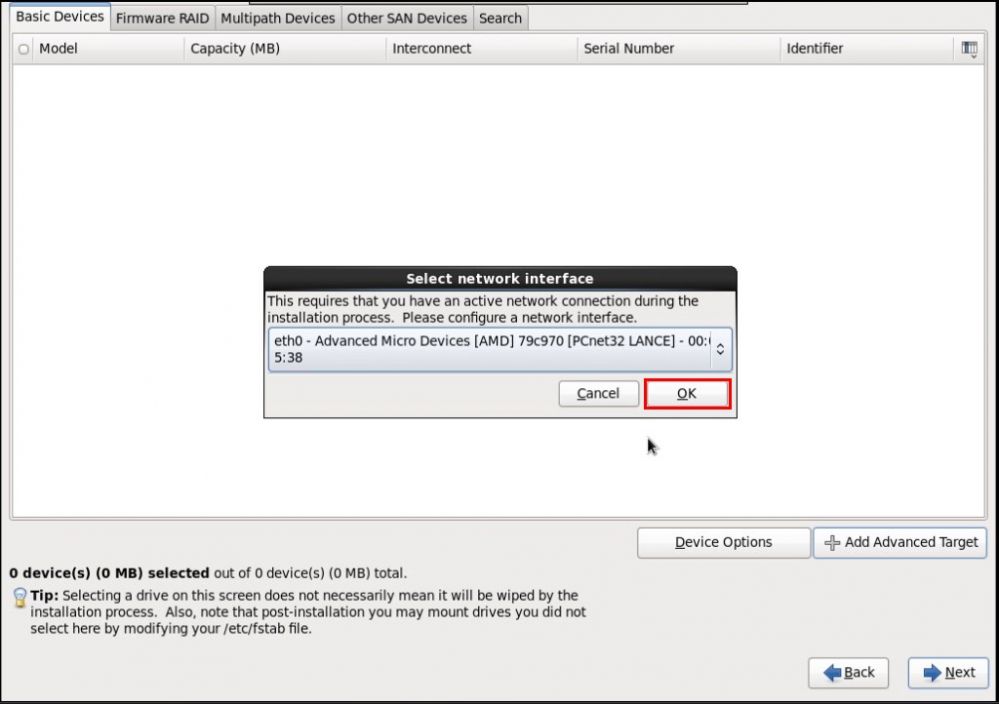 Basic Devices Firmware RAID Multipath Devices Other SAN Devices Search
Model Capacity (MB) Interconnect Serial Number Identifier
Select network interface
This requires that you have an active network connection during the
installation process. Please configure a network interface.
eth0 - Advanced Micro Devices [AMD] 79c970 [PCnet32 LANCE] - 00:
5:38
Cancel OK
Device Options Add Advanced Target
0 device(s) (0 MB) selected out of 0 device(s) (0 MB) total.
Tip: Selecting a drive on this screen does not necessarily mean it will be wiped by the
installation process. Also, note that post-installation you may mount drives you did not
select here by modifying your /etc/fstab file.
Back Next